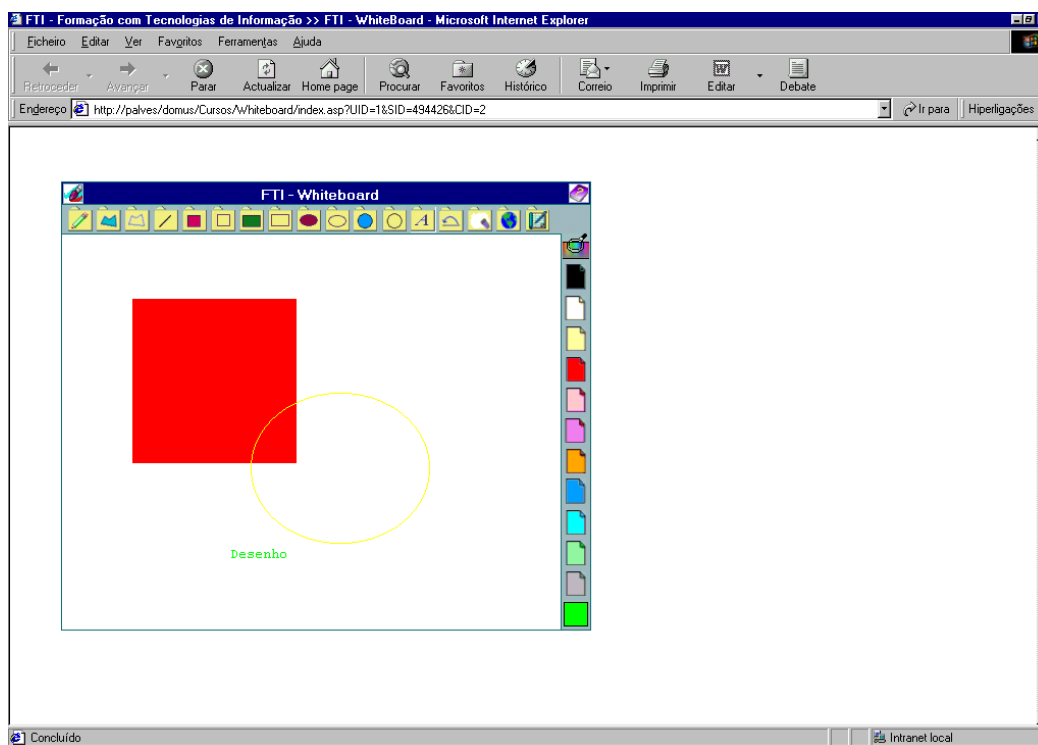 FTI - Formação com Tecnologias de Informação >> FTI - WhiteBoard - Microsoft Internet Explorer
Ficheiro Editar Ver Favoritos Ferramentas Ajuda
Retroceder Avançar Parar Actualizar Home page Procurar Favoritos Histórico Correio Imprimir Editar Debate
Endereço http://palves/domus/Cursos/Whiteboard/index.asp?UID=1&SID=494426&CID=2 Ir para Hiperligações
FTI - Whiteboard
A
Desenho
Concluído Intranet local